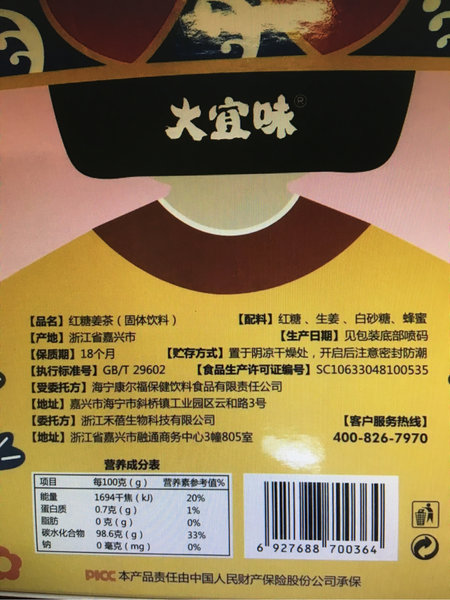 大宜味®
【品名】红糖姜茶（固体饮料） 【配料】红糖、生姜、白砂糖、蜂蜜
【产地】浙江省嘉兴市 【生产日期】见包装底部喷码
【保质期】18个月 【贮存方式】置于阴凉干燥处，开启后注意密封防潮
【执行标准号】GB/T 29602 【食品生产许可证编号】SC10633048100535
【受委托方】海宁康尔福保健饮料食品有限责任公司
【地址】嘉兴市海宁市斜桥镇工业园区云和路3号
【委托方】浙江禾蓓生物科技有限公司 【客户服务热线】
【地址】浙江省嘉兴市融通商务中心3幢805室 400-826-7970
营养成分表
项目 每100克（g） 营养素参考值%
能量 1694千焦（kJ） 20%
蛋白质 0.7克（g） 1%
脂肪 0克（g） 0%
碳水化合物 98.6克（g） 33%
钠 0毫克（mg） 0%
6 927688 700364
PICC 本产品责任由中国人民财产保险股份公司承保